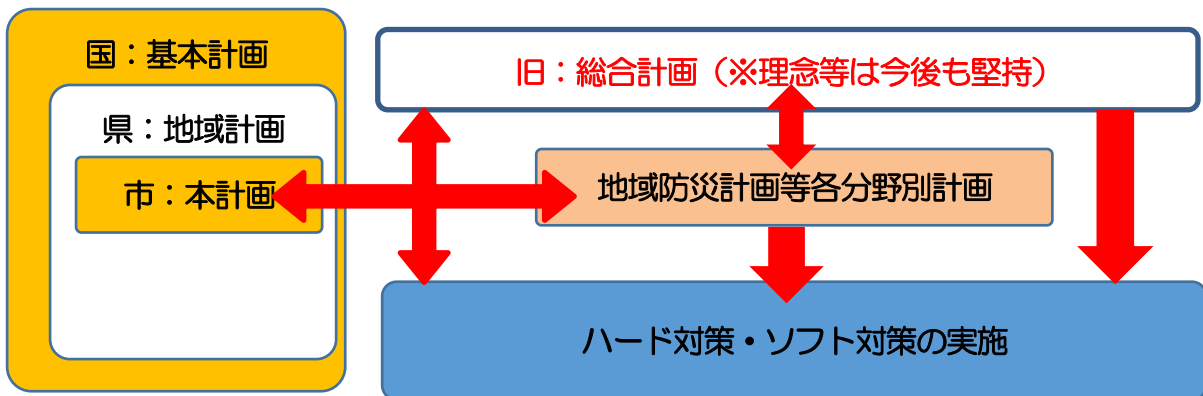 国：基本計画
県：地域計画
市：本計画
旧：総合計画（※理念等は今後も堅持）
地域防災計画等各分野別計画
ハード対策・ソフト対策の実施